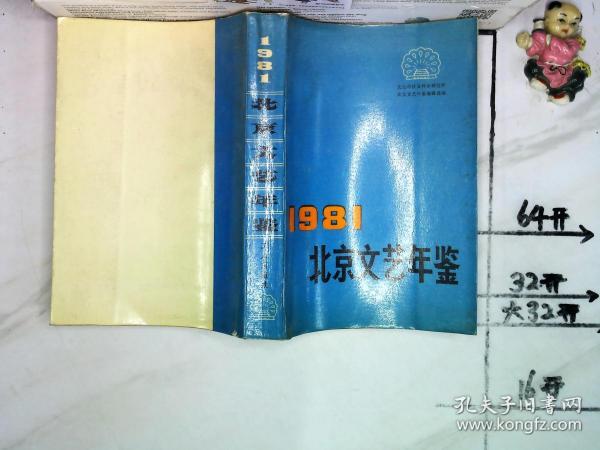 1981
北京文艺年鉴
1981
北京文艺年鉴
64开
32开
大32开
16开
孔夫子旧书网
www.kongfz.com